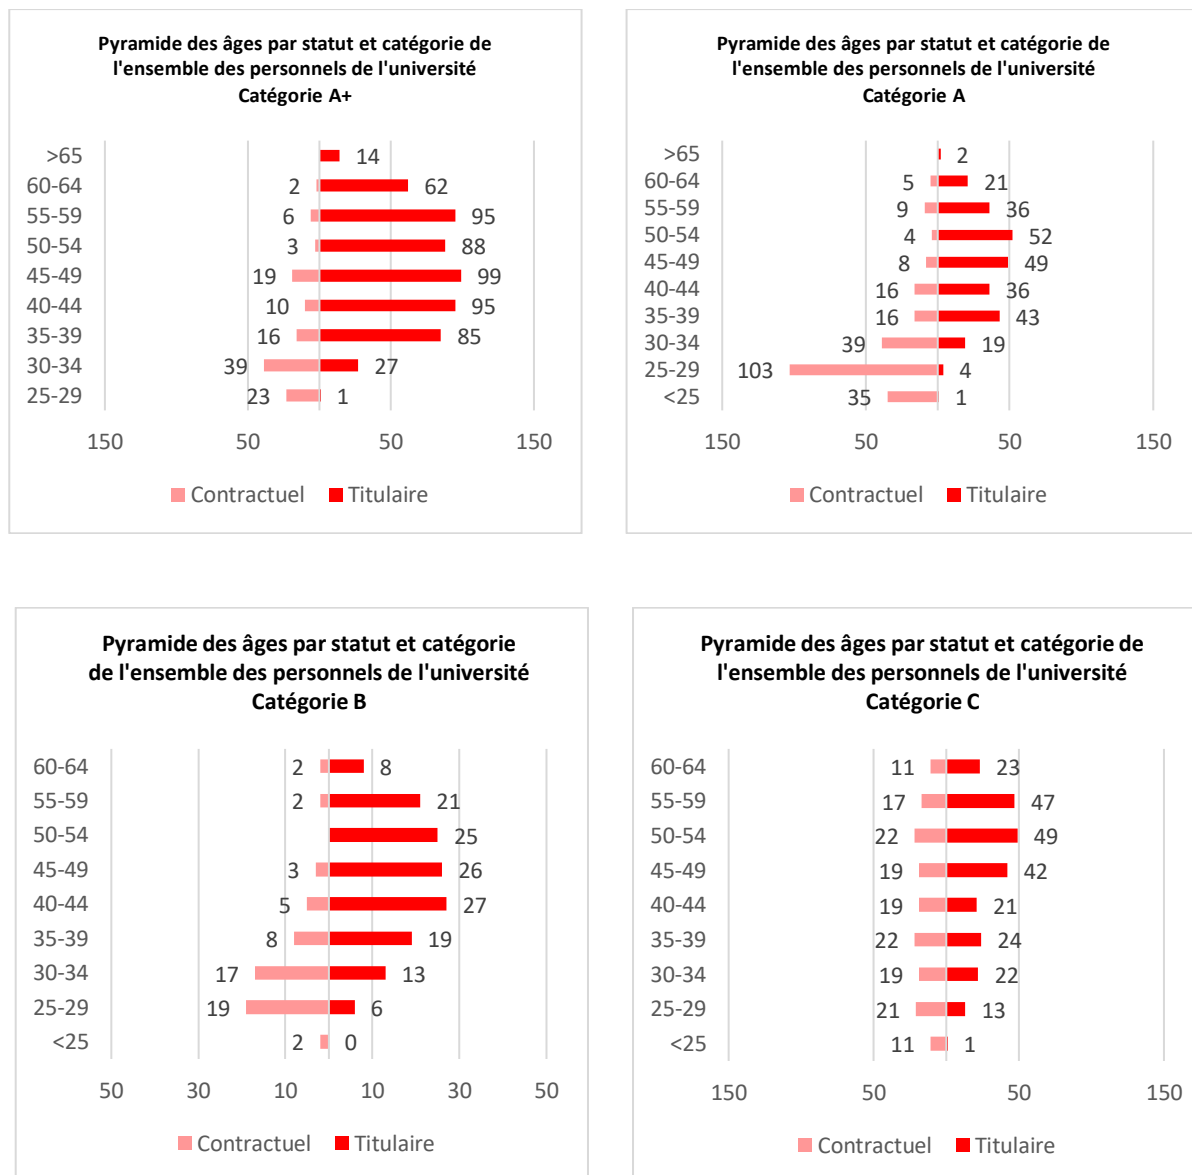 Pyramide des âges par statut et catégorie de
l'ensemble des personnels de l'université
Catégorie A+
>65 14
60-64 2 62
55-59 6 95
50-54 3 88
45-49 19 99
40-44 10 95
35-39 16 85
30-34 39 27
25-29 23 1
150 50 50 150
Contractuel Titulaire
Pyramide des âges par statut et catégorie de
l'ensemble des personnels de l'université
Catégorie A
>65 2
60-64 5 21
55-59 9 36
50-54 4 52
45-49 8 49
40-44 16 36
35-39 16 43
30-34 39 19
25-29 103 4
<25 35 1
150 50 50 150
Contractuel Titulaire
Pyramide des âges par statut et catégorie
de l'ensemble des personnels de l'université
Catégorie B
60-64 2 8
55-59 2 21
50-54 25
45-49 3 26
40-44 5 27
35-39 8 19
30-34 17 13
25-29 19 6
<25 2 0
50 30 10 10 30 50
Contractuel Titulaire
Pyramide des âges par statut et catégorie de
l'ensemble des personnels de l'université
Catégorie C
60-64 11 23
55-59 17 47
50-54 22 49
45-49 19 42
40-44 19 21
35-39 22 24
30-34 19 22
25-29 21 13
<25 11 1
150 50 50 150
Contractuel Titulaire